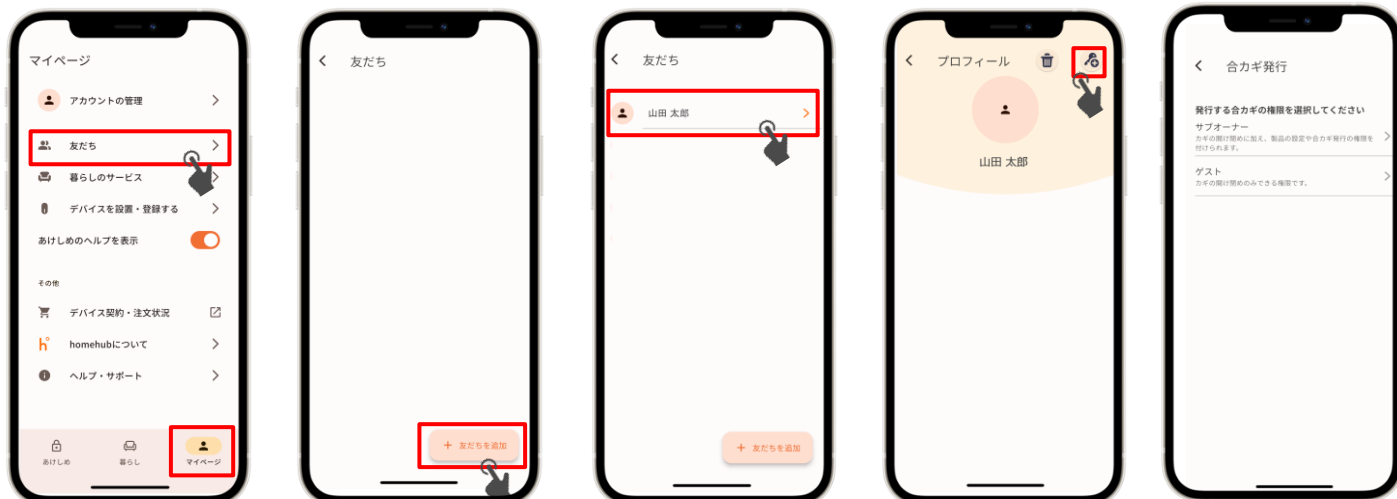 マイページ
アカウントの管理
友だち
暮らしのサービス
デバイスを設置・登録する
あけしめのヘルプを表示
その他
デバイス契約・注文状況
homehubについて
ヘルプ・サポート
あけしめ
暮らし
マイページ
友だち
+ 友だちを追加
友だち
山田 太郎
+ 友だちを追加
プロフィール
山田 太郎
合カギ発行
発行する合カギの権限を選択してください
サブオーナー
カギの開け閉めに加え、製品の設定や合カギ発行の権限を
付けられます。
ゲスト
カギの開け閉めのみできる権限です。